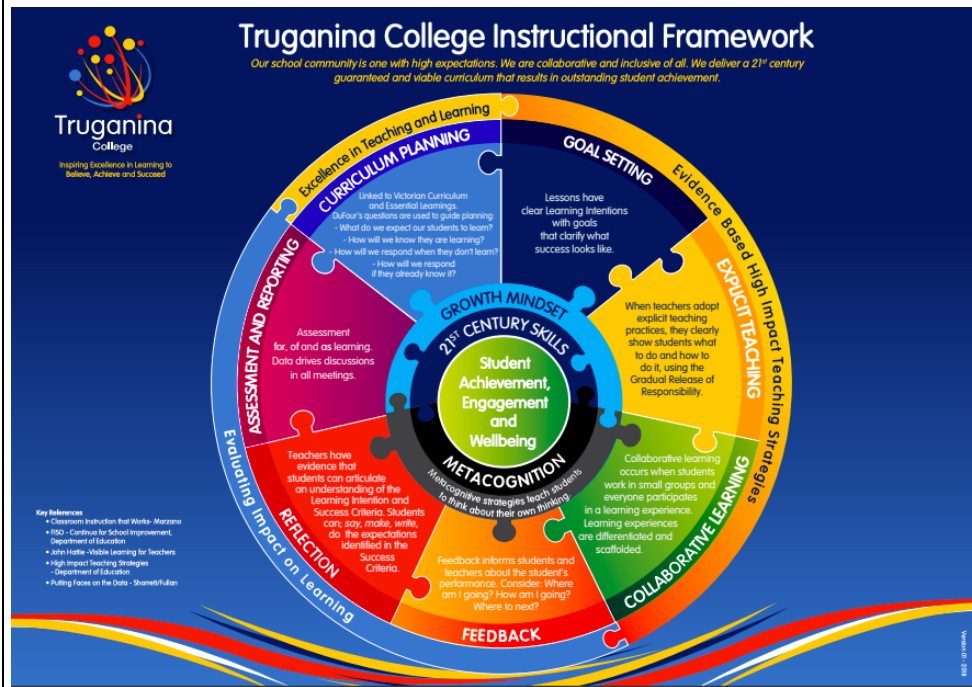 Truganina College Instructional Framework
Our school community is one with high expectations. We are collaborative and inclusive of all. We deliver a 21st century
guaranteed and viable curriculum that results in outstanding student achievement.
Truganina
College
Inspiring Excellence in Learning to
Believe, Achieve and Succeed
Excellence in Teaching and Learning
CURRICULUM PLANNING
Linked to Victorian Curriculum
and Essential Learnings.
DuFour's questions are used to guide planning:
- What do we expect our students to learn?
- How will we know they are learning?
- How will we respond when they don't learn?
- How will we respond
if they already know it?
GOAL SETTING
Lessons have
clear Learning Intentions
with goals
that clarify what
success looks like.
Evidence Based High Impact Teaching Strategies
EXPLICIT TEACHING
When teachers adopt
explicit teaching
practices, they clearly
show students what
to do and how to
do it, using the
Gradual Release of
Responsibility.
COLLABORATIVE LEARNING
Collaborative learning
occurs when students
work in small groups and
everyone participates
in a learning experience.
Learning experiences
are differentiated and
scaffolded.
FEEDBACK
Feedback informs students and
teachers about the student's
performance. Consider: Where
am I going? How am I going?
Where to next?
REFLECTION
Teachers have
evidence that
students can articulate
an understanding of the
Learning Intention and
Success Criteria. Students
can; say, make, write,
do the expectations
identified in the
Success
Criteria.
Evaluating Impact on Learning
ASSESSMENT AND REPORTING
Assessment
for, of and as learning.
Data drives discussions
in all meetings.
GROWTH MINDSET
21ST CENTURY SKILLS
Student
Achievement,
Engagement
and
Wellbeing
METACOGNITION
Metacognitive strategies teach students
to think about their own thinking.
Key References
• Classroom Instruction that Works- Marzano
• FISO - Continua for School Improvement,
Department of Education
• John Hattie -Visible Learning for Teachers
• High Impact Teaching Strategies
- Department of Education
• Putting Faces on the Data - Sharrett/Fullan
Version 01 - 2018